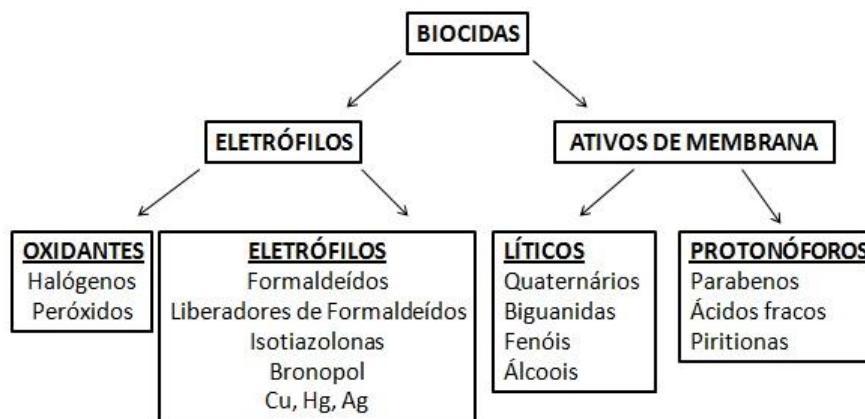 BIOCIDAS
ELETRÓFILOS
ATIVOS DE MEMBRANA
OXIDANTES
Halógenos
Peróxidos
ELETRÓFILOS
Formaldeídos
Liberadores de Formaldeídos
Isotiazolonas
Bronopol
Cu, Hg, Ag
LÍTICOS
Quaternários
Biguanidas
Fenóis
Álcoois
PROTONÓFOROS
Parabenos
Ácidos fracos
Piritionas